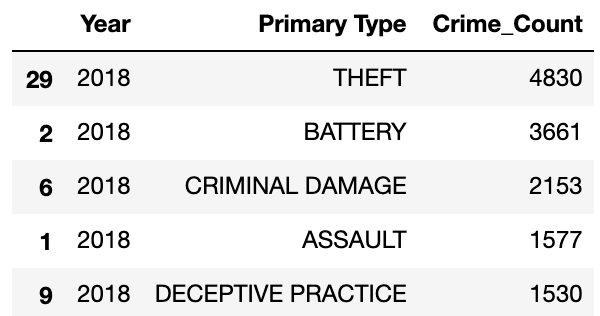 Year Primary Type Crime_Count
29 2018 THEFT 4830
2 2018 BATTERY 3661
6 2018 CRIMINAL DAMAGE 2153
1 2018 ASSAULT 1577
9 2018 DECEPTIVE PRACTICE 1530